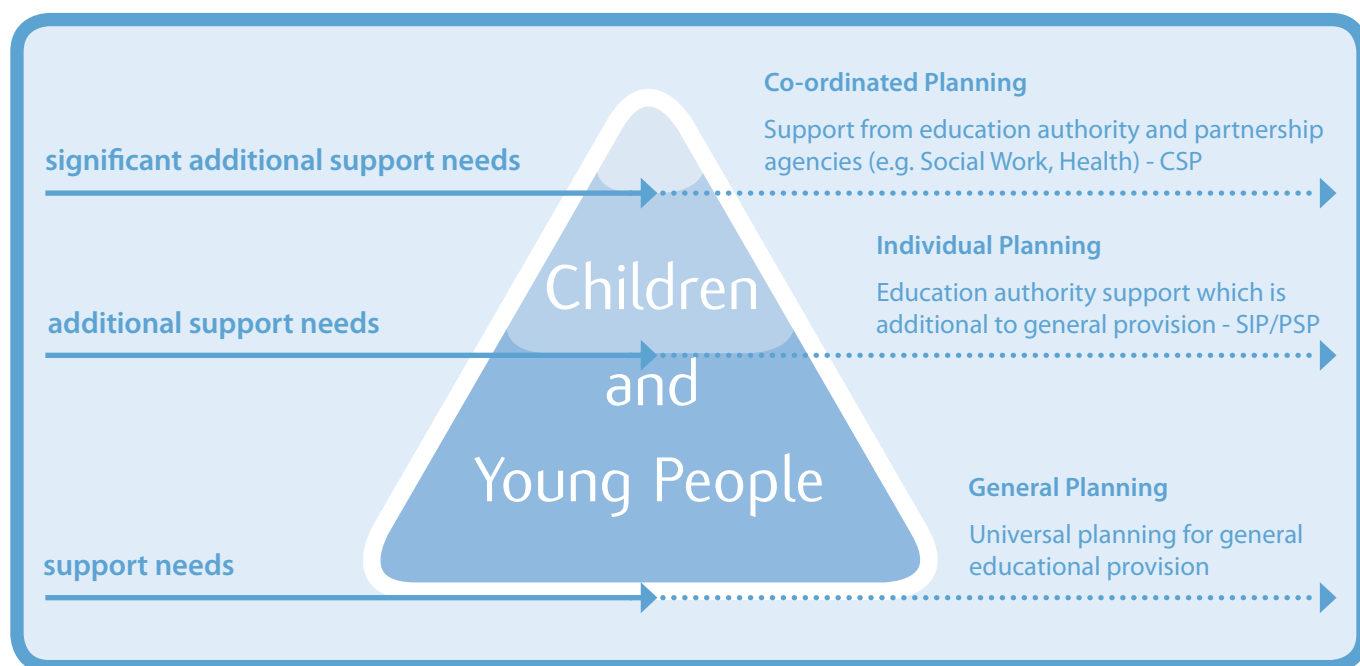 Co-ordinated Planning
Support from education authority and partnership
agencies (e.g. Social Work, Health) - CSP
significant additional support needs
Individual Planning
Education authority support which is
additional to general provision - SIP/PSP
additional support needs
Children
and
Young People
General Planning
Universal planning for general
educational provision
support needs